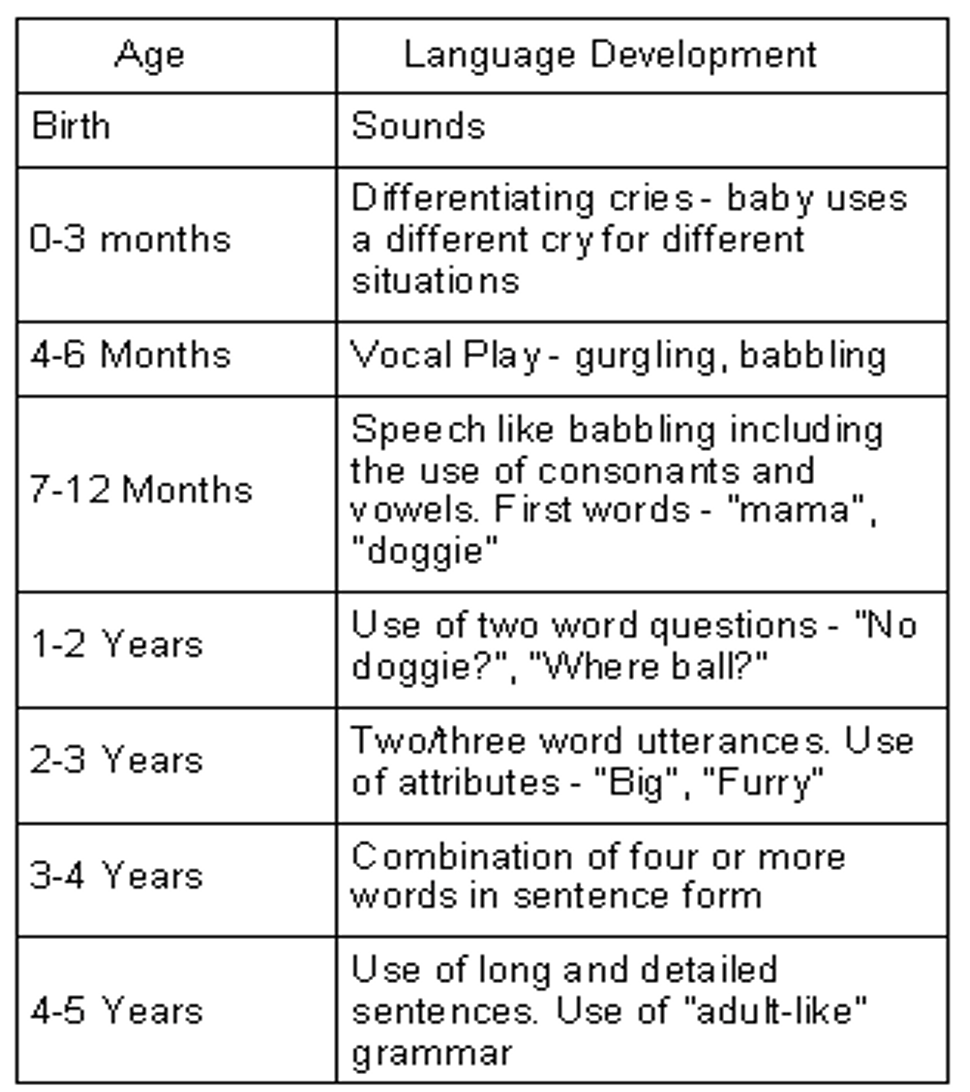 Age
Language Development
Birth
Sounds
0-3 months
Differentiating cries - baby uses
a different cry for different
situations
4-6 Months
Vocal Play - gurgling, babbling
7-12 Months
Speech like babbling including
the use of consonants and
vowels. First words - "mama",
"doggie"
1-2 Years
Use of two word questions - "No
doggie?", "Where ball?"
2-3 Years
Two/three word utterances. Use
of attributes - "Big", "Furry"
3-4 Years
Combination of four or more
words in sentence form
4-5 Years
Use of long and detailed
sentences. Use of "adult-like"
grammar